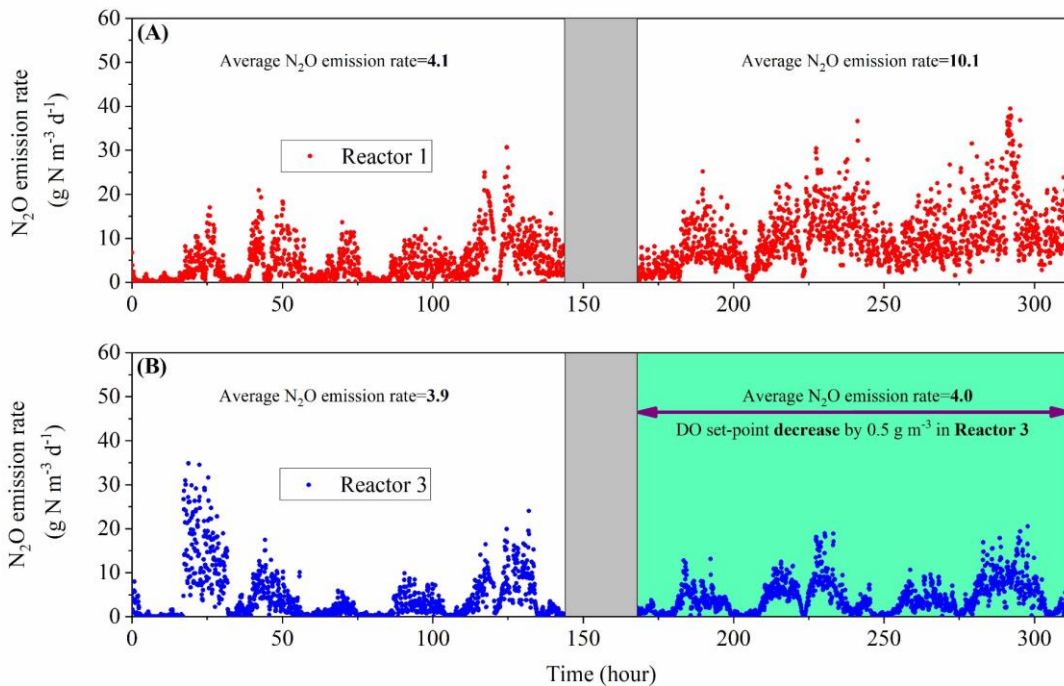 (A)
Average N₂O emission rate=4.1
Average N₂O emission rate=10.1
Reactor 1
N₂O emission rate
(g N m⁻³ d⁻¹)
60
50
40
30
20
10
0
0 50 100 150 200 250 300
(B)
Average N₂O emission rate=3.9
Average N₂O emission rate=4.0
DO set-point decrease by 0.5 g m⁻³ in Reactor 3
Reactor 3
N₂O emission rate
(g N m⁻³ d⁻¹)
60
50
40
30
20
10
0
0 50 100 150 200 250 300
Time (hour)